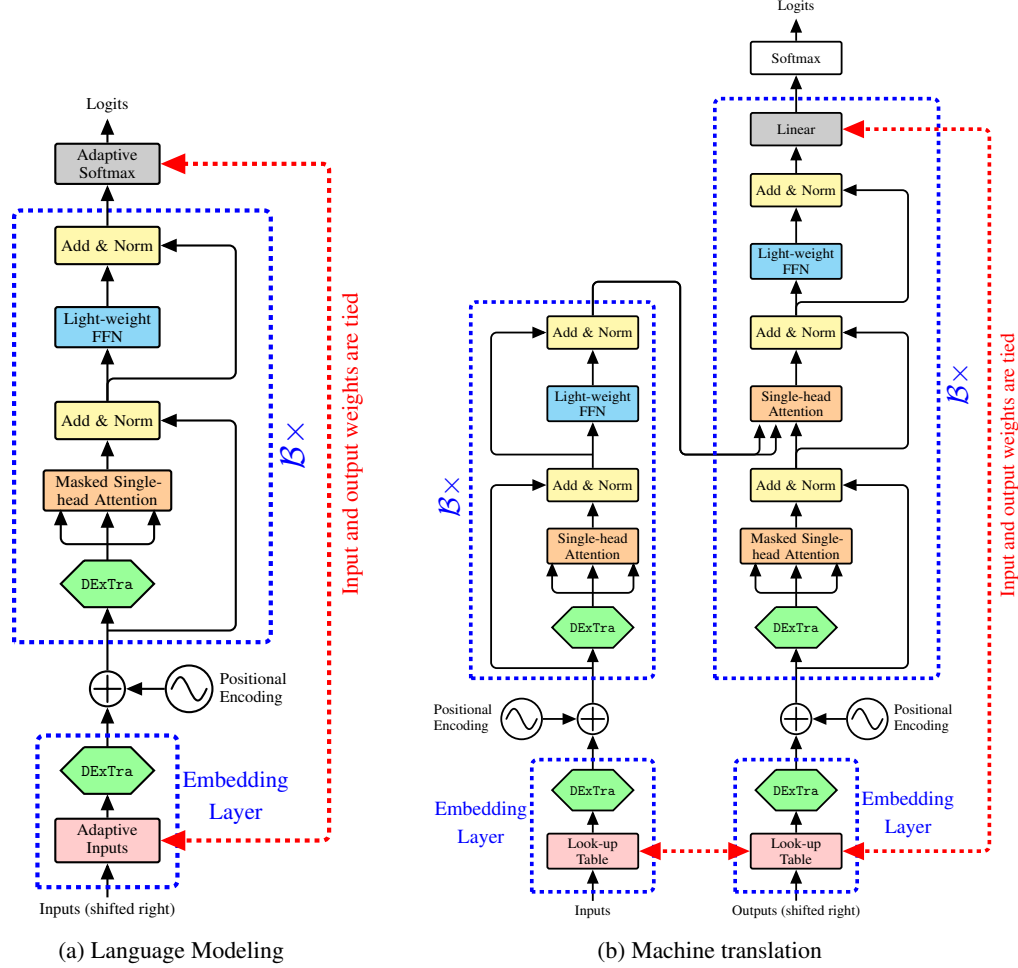 Logits
Adaptive
Softmax
Add & Norm
Light-weight
FFN
Add & Norm
Masked Single-
head Attention
DExTra
B×
Input and output weights are tied
Positional
Encoding
DExTra
Embedding
Layer
Adaptive
Inputs
Inputs (shifted right)
(a) Language Modeling
Add & Norm
Light-weight
FFN
Add & Norm
Single-head
Attention
DExTra
B×
Positional
Encoding
DExTra
Embedding
Layer
Look-up
Table
Inputs
Logits
Softmax
Linear
Add & Norm
Light-weight
FFN
Add & Norm
Single-head
Attention
Add & Norm
Masked Single-
head Attention
DExTra
B×
Input and output weights are tied
Positional
Encoding
DExTra
Embedding
Layer
Look-up
Table
Outputs (shifted right)
(b) Machine translation